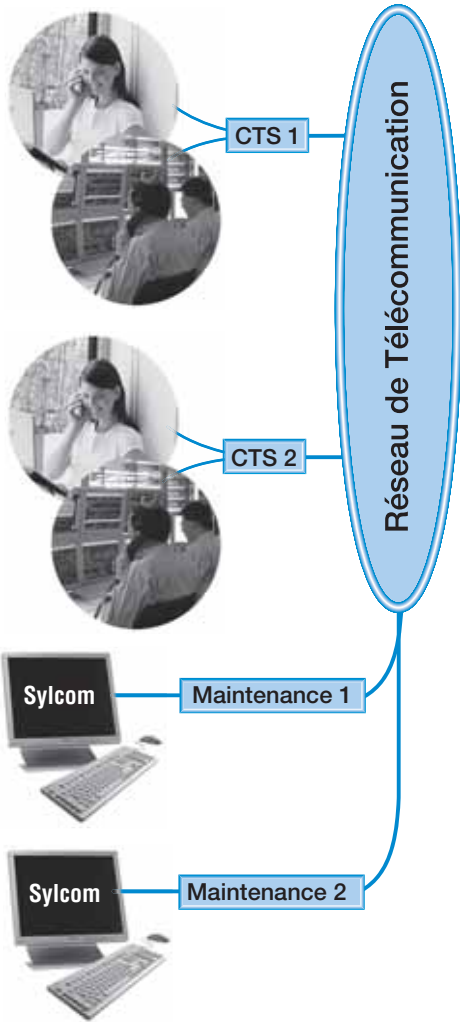 CTS 1
Réseau de Télécommunication
CTS 2
Sylcom
Maintenance 1
Sylcom
Maintenance 2